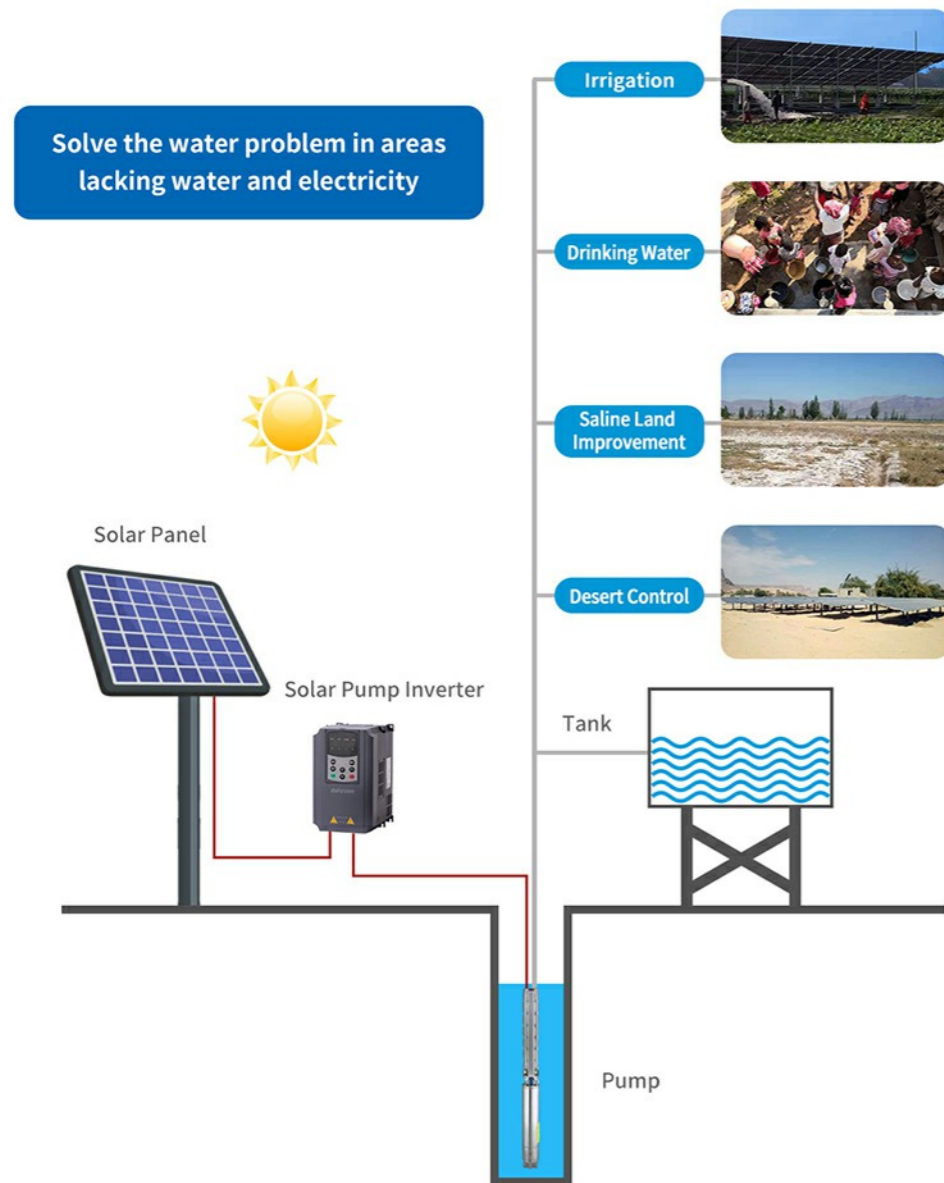 Solve the water problem in areas
lacking water and electricity
Irrigation
Drinking Water
Saline Land
Improvement
Desert Control
Solar Panel
Solar Pump Inverter
Tank
Pump